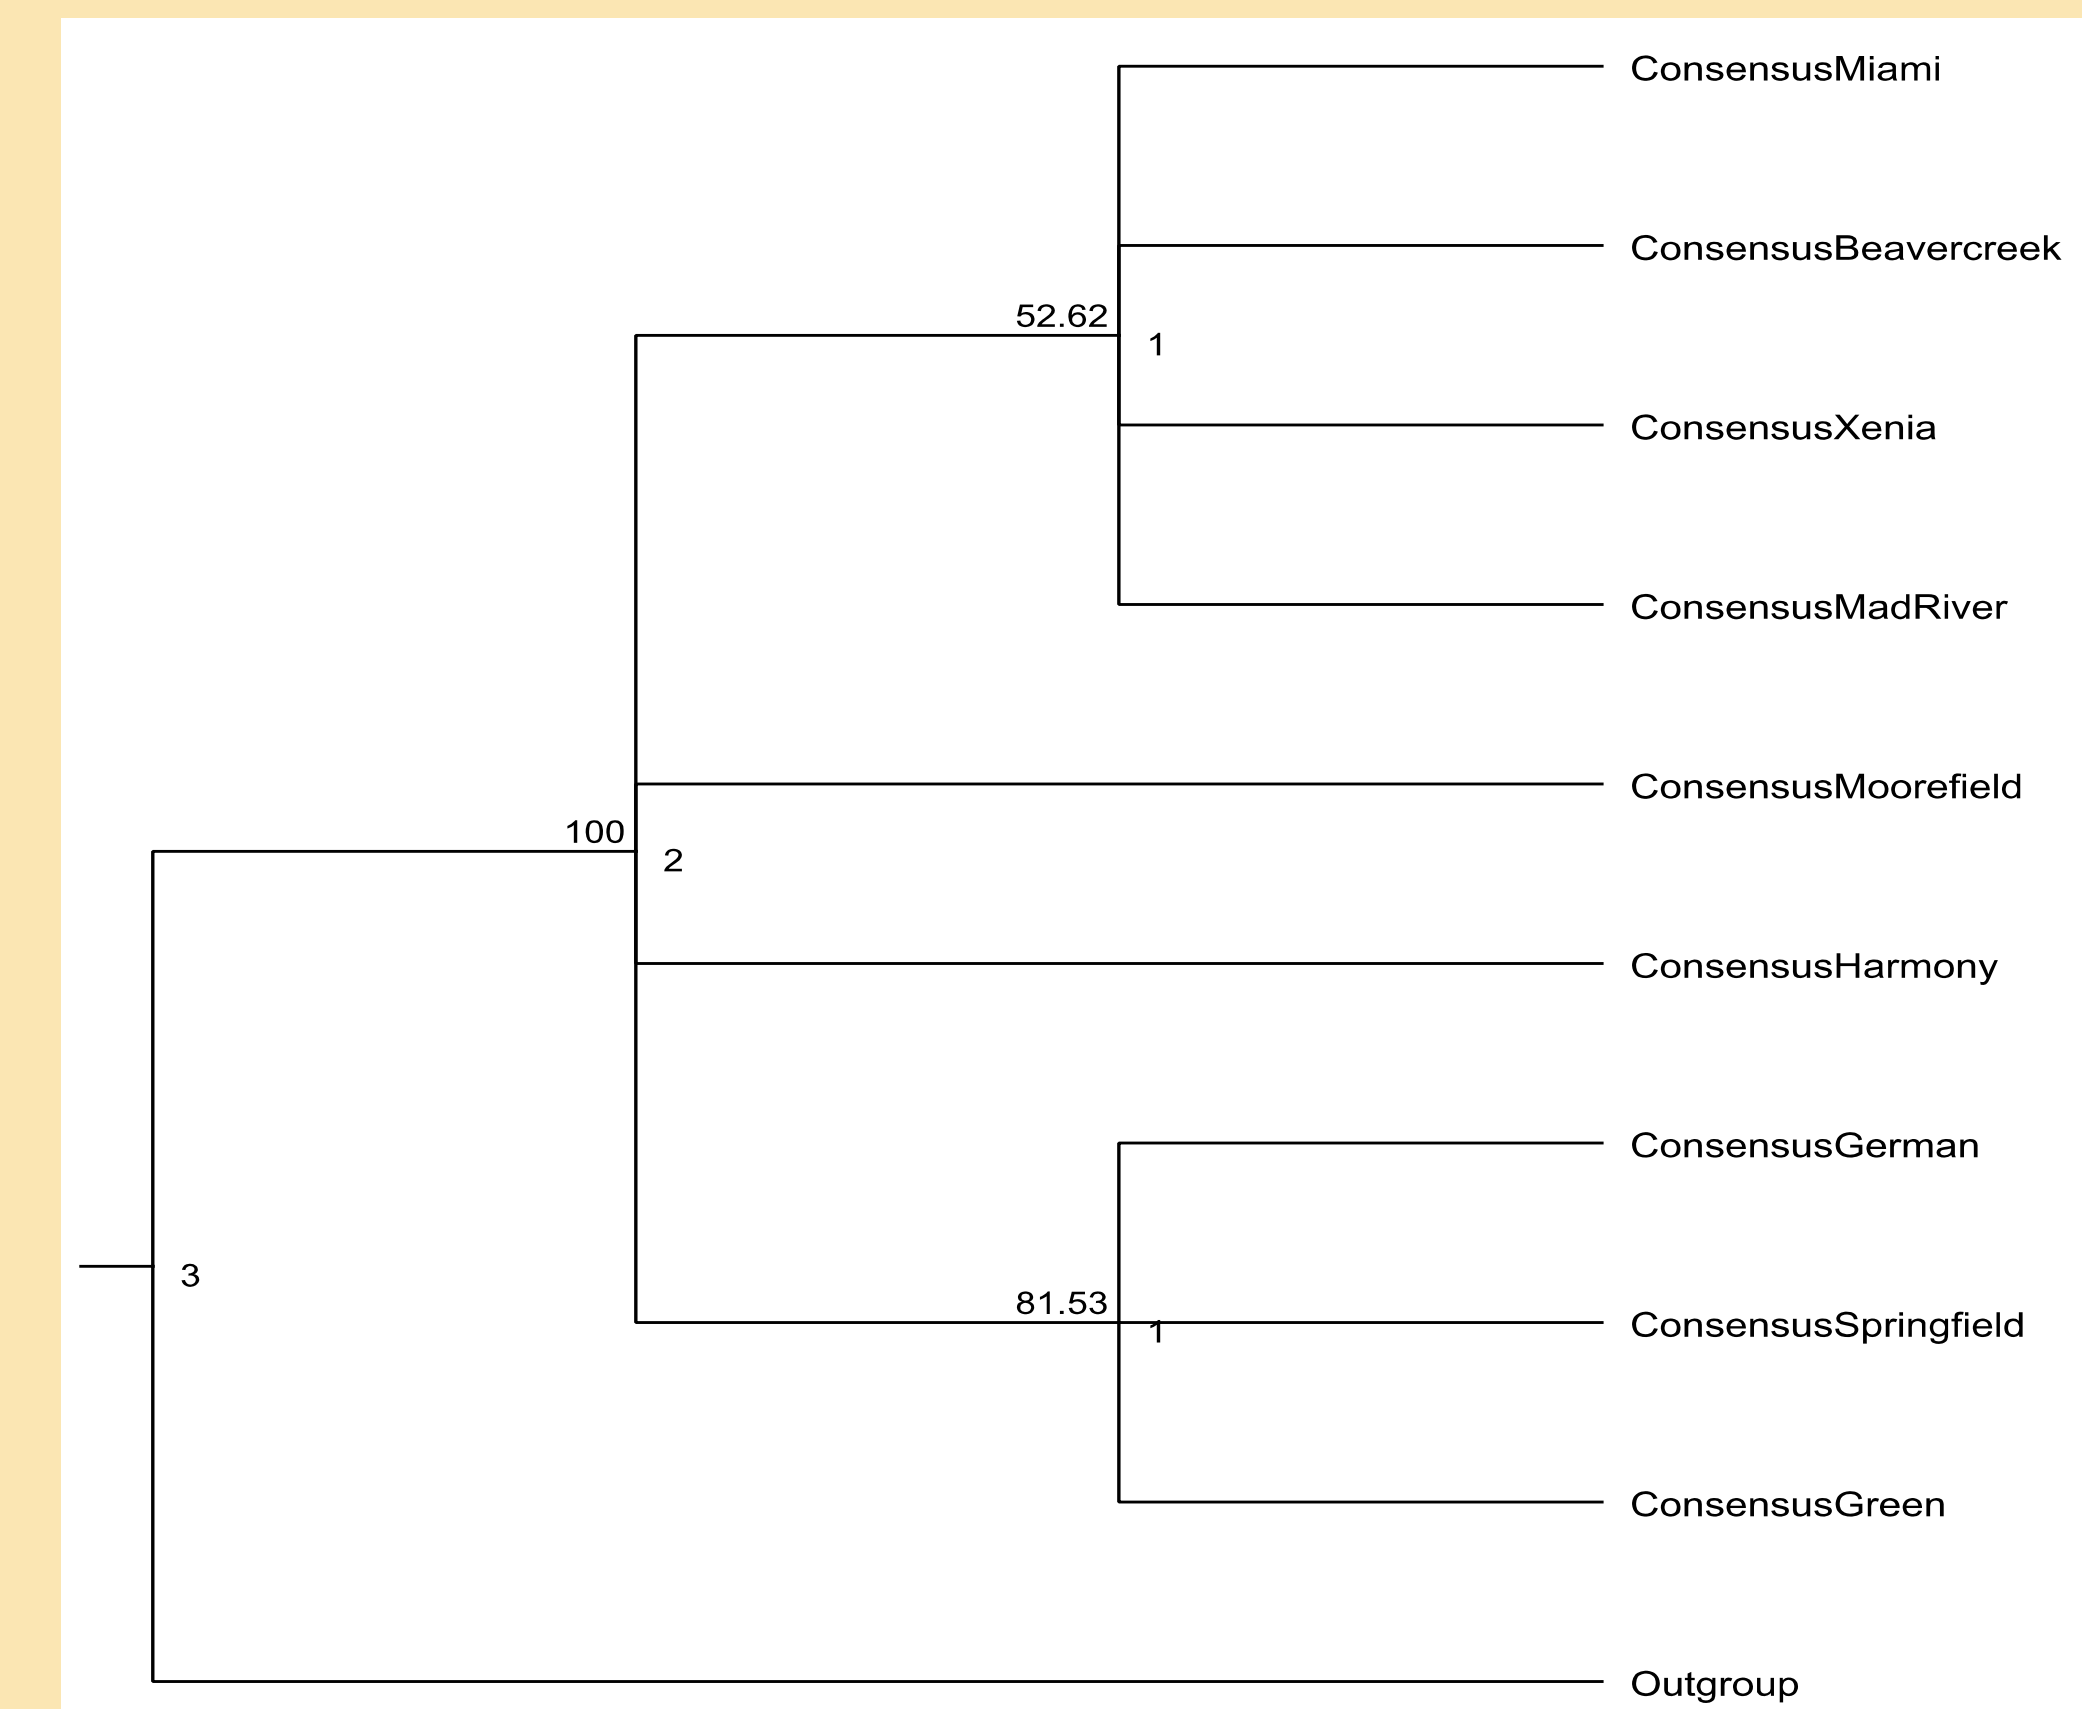 ConsensusMiami
ConsensusBeavercreek
52.62
1
ConsensusXenia
ConsensusMadRiver
ConsensusMoorefield
100
2
ConsensusHarmony
ConsensusGerman
3
81.53
1
ConsensusSpringfield
ConsensusGreen
Outgroup